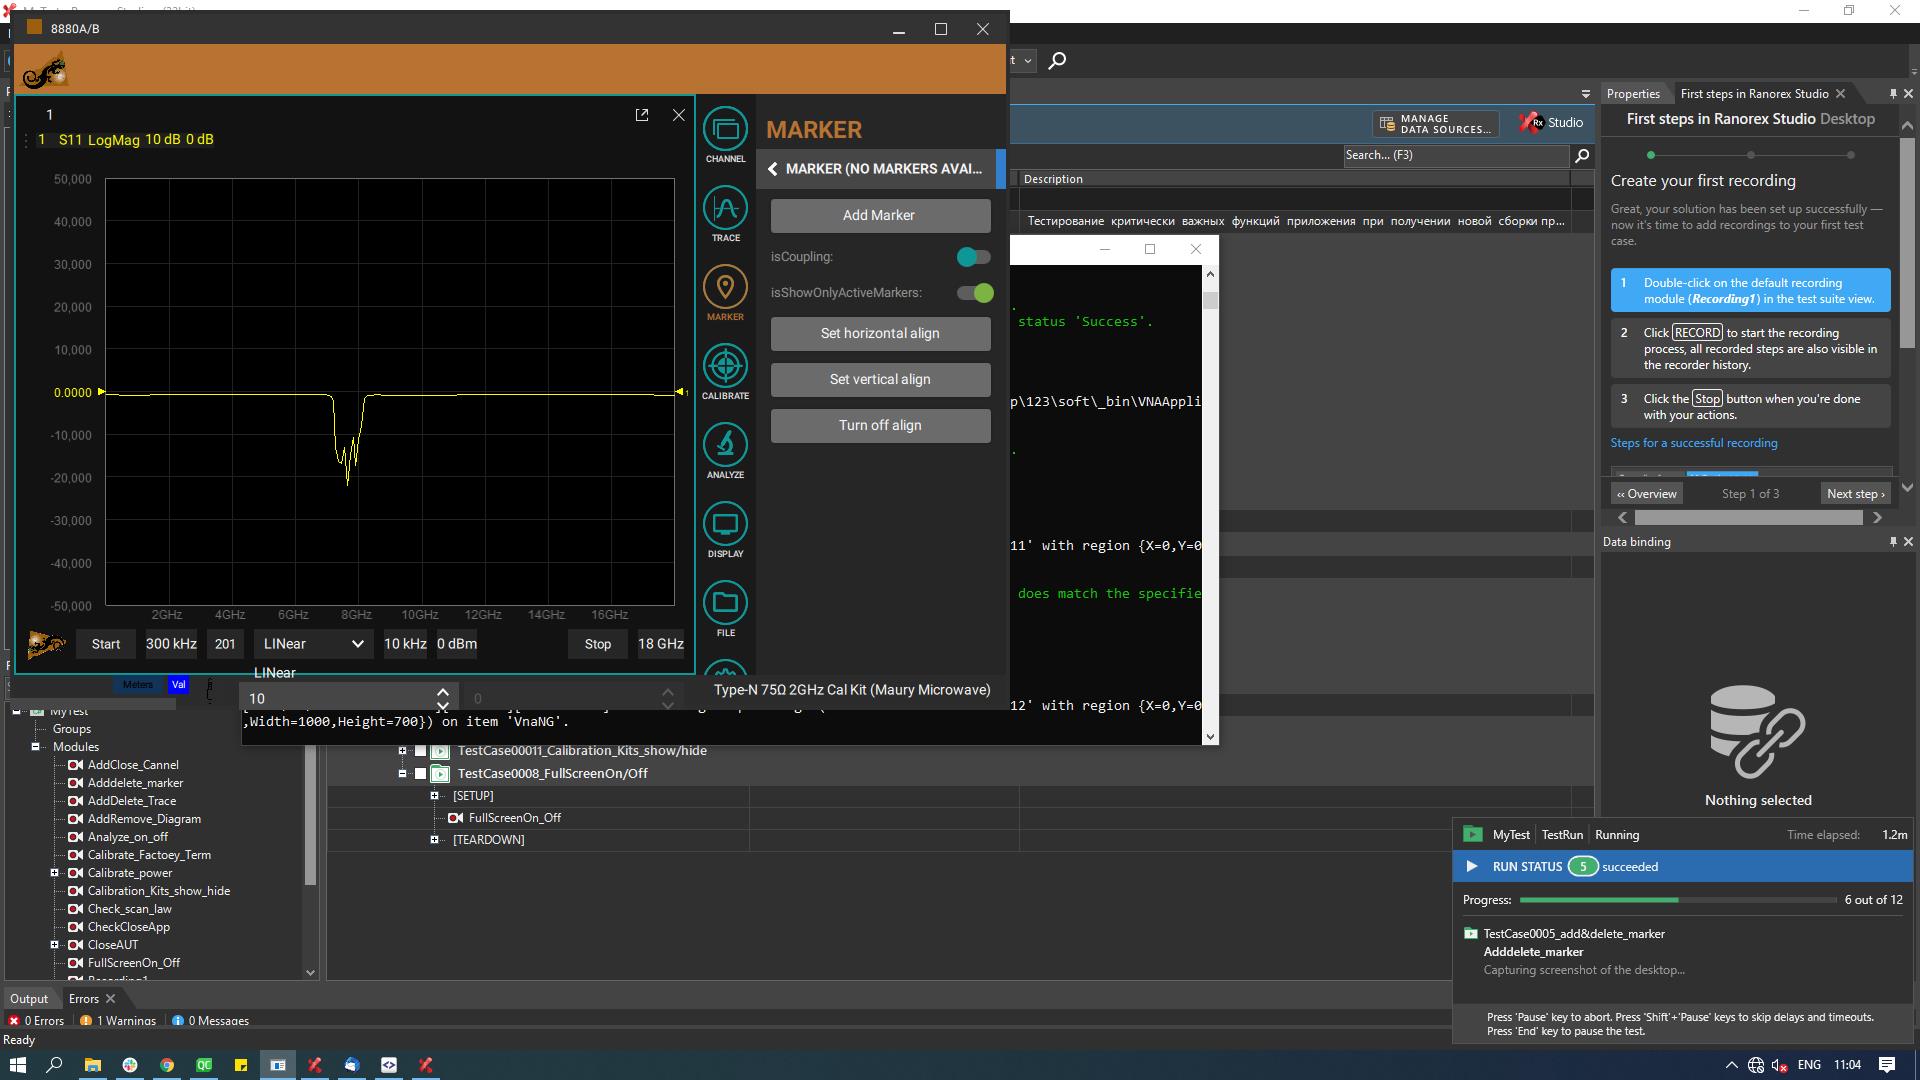 8880A/B
1
1 S11 LogMag 10 dB 0 dB
50,000
40,000
30,000
20,000
10,000
0.0000
-10,000
-20,000
-30,000
-40,000
-50,000
2GHz 4GHz 6GHz 8GHz 10GHz 12GHz 14GHz 16GHz
1
Start 300 kHz 201 LINear 10 kHz 0 dBm Stop 18 GHz
LINear
Meters Val
10 0
Type-N 75Ω 2GHz Cal Kit (Maury Microwave)
CHANNEL
TRACE
MARKER
CALIBRATE
ANALYZE
DISPLAY
FILE
MARKER
MARKER (NO MARKERS AVAI...
Add Marker
isCoupling:
isShowOnlyActiveMarkers:
Set horizontal align
Set vertical align
Turn off align
MANAGE
DATA SOURCES...
Rx Studio
Search... (F3)
Description
Тестирование критически важных функций приложения при получении новой сборки пр...
status 'Success'.
p\123\soft\_bin\VNAAppli
11' with region {X=0,Y=0
does match the specifie
12' with region {X=0,Y=0
,Width=1000,Height=700}) on item 'VnaNG'.
MyTest
Groups
Modules
AddClose_Cannel
Adddelete_marker
AddDelete_Trace
AddRemove_Diagram
Analyze_on_off
Calibrate_Factoey_Term
Calibrate_power
Calibration_Kits_show_hide
Check_scan_law
CheckCloseApp
CloseAUT
FullScreenOn_Off
Recording1
TestCase00011_Calibration_Kits_show/hide
TestCase0008_FullScreenOn/Off
[SETUP]
FullScreenOn_Off
[TEARDOWN]
Properties First steps in Ranorex Studio
First steps in Ranorex Studio Desktop
Create your first recording
Great, your solution has been set up successfully —
now it's time to add recordings to your first test
case.
1 Double-click on the default recording
module (Recording1) in the test suite view.
2 Click RECORD to start the recording
process, all recorded steps are also visible in
the recorder history.
3 Click the Stop button when you're done
with your actions.
Steps for a successful recording
‹‹ Overview Step 1 of 3 Next step ›
Data binding
Nothing selected
MyTest TestRun Running Time elapsed: 1.2m
RUN STATUS 5 succeeded
Progress: 6 out of 12
TestCase0005_add&delete_marker
Adddelete_marker
Capturing screenshot of the desktop...
Press 'Pause' key to abort. Press 'Shift'+'Pause' keys to skip delays and timeouts.
Press 'End' key to pause the test.
Output Errors
0 Errors 1 Warnings 0 Messages
Ready
QC
ENG 11:04